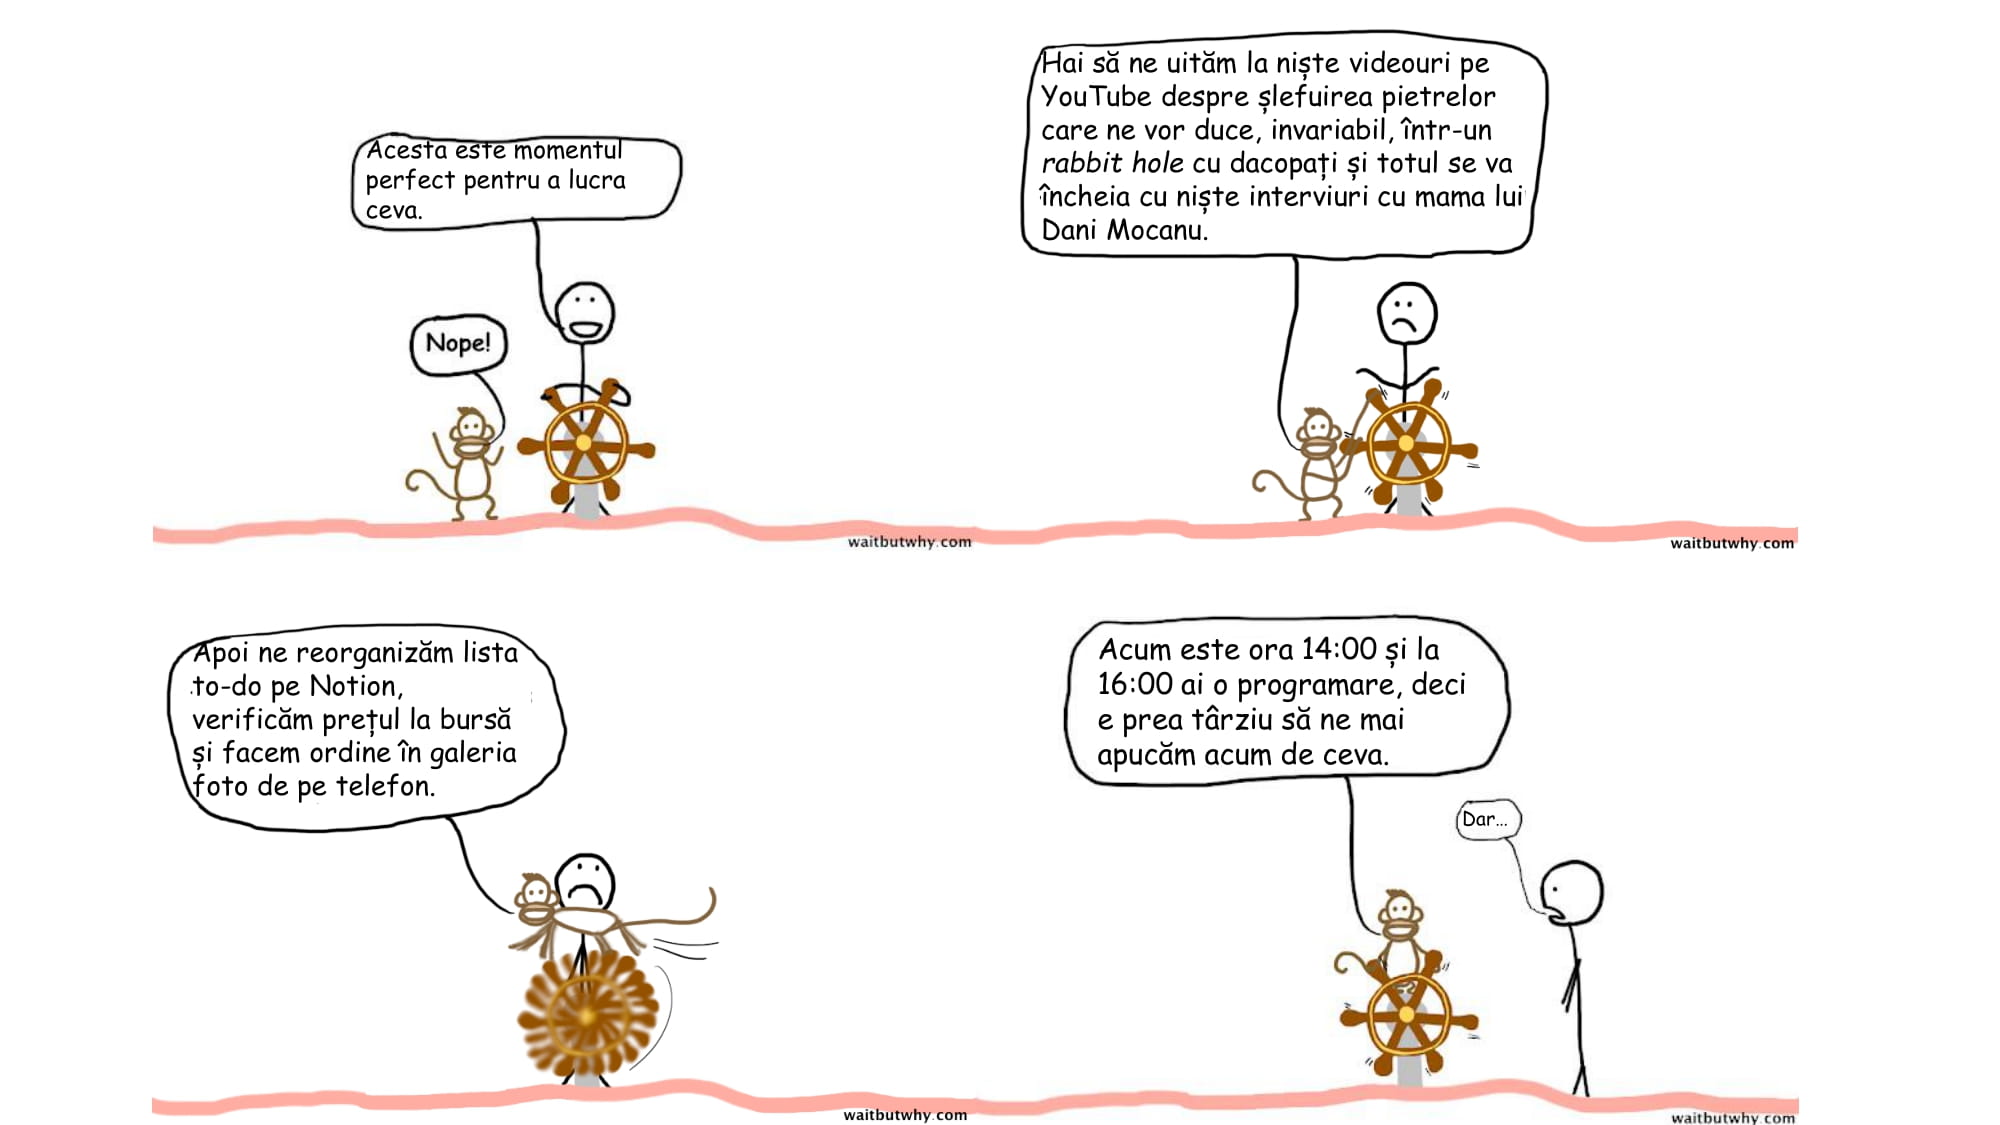 Acesta este momentul
perfect pentru a lucra
ceva.
Nope!
waitbutwhy.com
Hai să ne uităm la niște videouri pe
YouTube despre șlefuirea pietrelor
care ne vor duce, invariabil, într-un
rabbit hole cu dacopați și totul se va
încheia cu niște interviuri cu mama lui
Dani Mocanu.
waitbutwhy.com
Apoi ne reorganizăm lista
to-do pe Notion,
verificăm prețul la bursă
și facem ordine în galeria
foto de pe telefon.
waitbutwhy.com
Acum este ora 14:00 și la
16:00 ai o programare, deci
e prea târziu să ne mai
apucăm acum de ceva.
Dar...
waitbutwhy.com